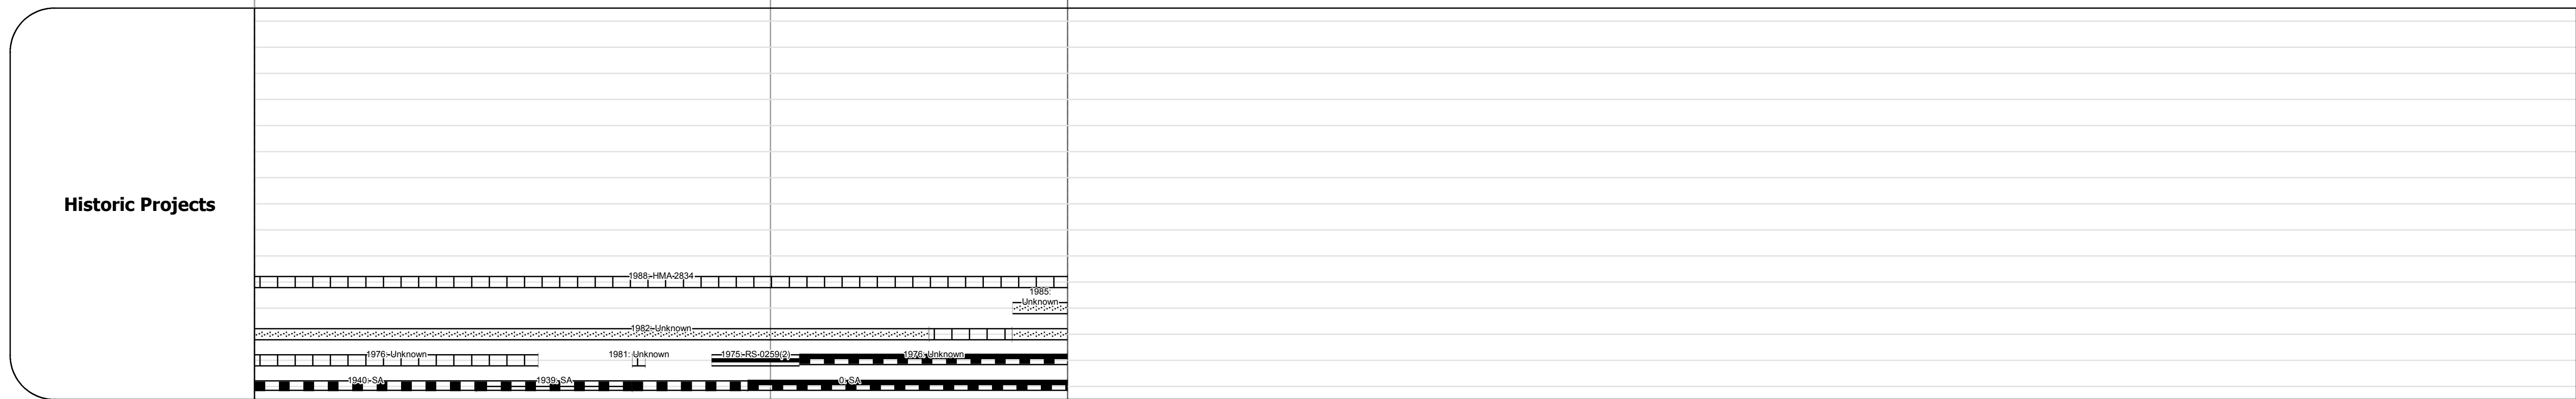 Historic Projects
1988: HMA-2834
1985:
Unknown
1982: Unknown
1976: Unknown
1981: Unknown
1975: RS-0259(2)
1976: Unknown
1940: SA
1939: SA
0: SA